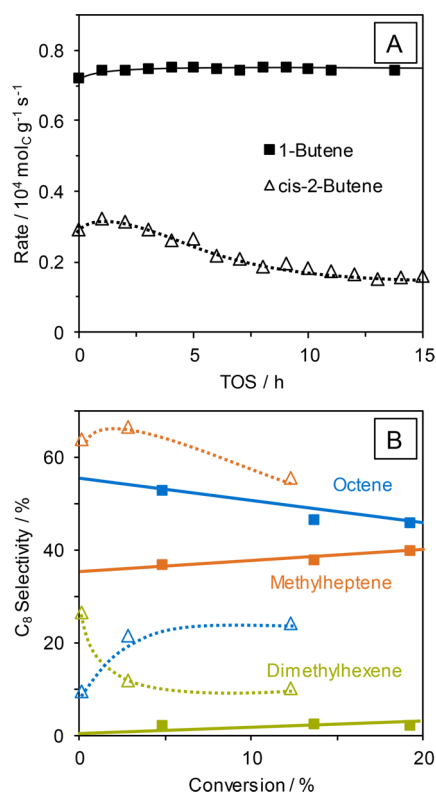 A
0.8
0.6
0.4
0.2
0
Rate / 10⁴ mol_C g⁻¹ s⁻¹
1-Butene
cis-2-Butene
0 5 10 15
TOS / h
B
60
40
20
0
C₈ Selectivity / %
Octene
Methylheptene
Dimethylhexene
0 10 20
Conversion / %